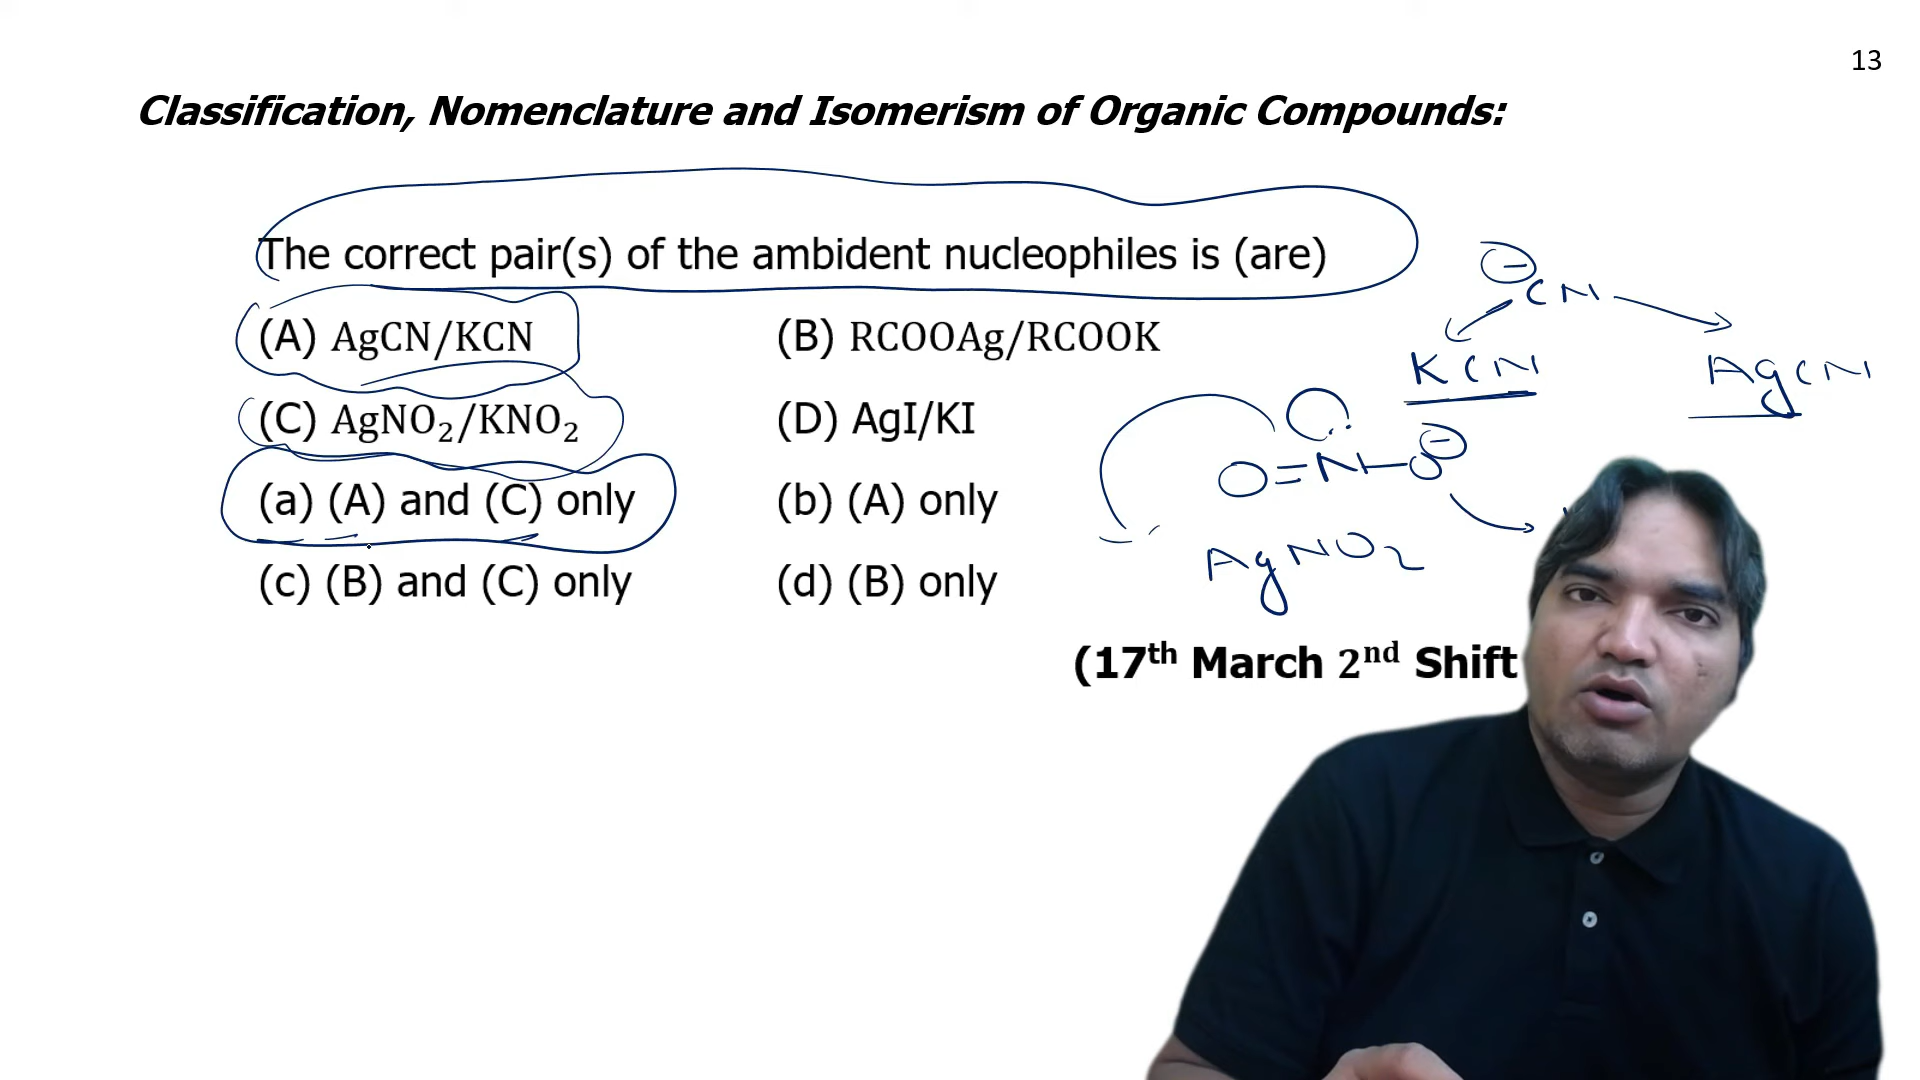 13
Classification, Nomenclature and Isomerism of Organic Compounds:
The correct pair(s) of the ambident nucleophiles is (are)
(A) AgCN/KCN (B) RCOOAg/RCOOK
(C) AgNO₂/KNO₂ (D) AgI/KI
(a) (A) and (C) only (b) (A) only
(c) (B) and (C) only (d) (B) only
(17th March 2nd Shift
⊖CN
KCN AgCN
O=N–O⊖
AgNO2